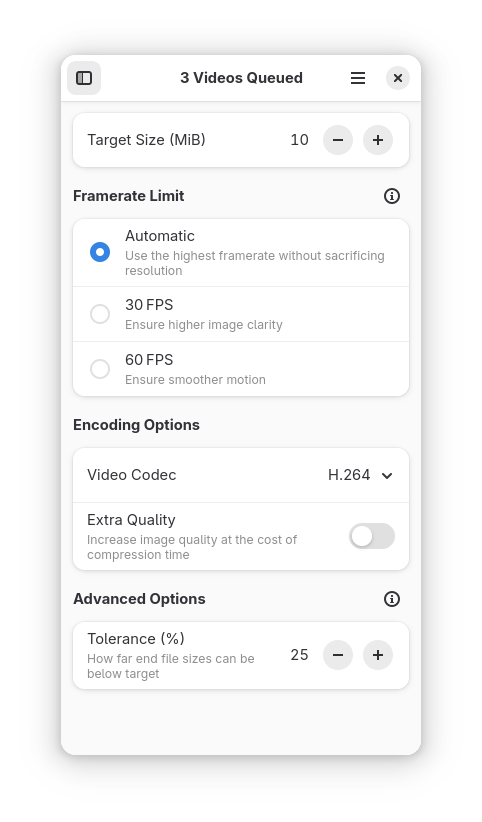 3 Videos Queued
Target Size (MiB) 10
Framerate Limit
Automatic
Use the highest framerate without sacrificing
resolution
30 FPS
Ensure higher image clarity
60 FPS
Ensure smoother motion
Encoding Options
Video Codec H.264
Extra Quality
Increase image quality at the cost of
compression time
Advanced Options
Tolerance (%)
How far end file sizes can be
below target
25